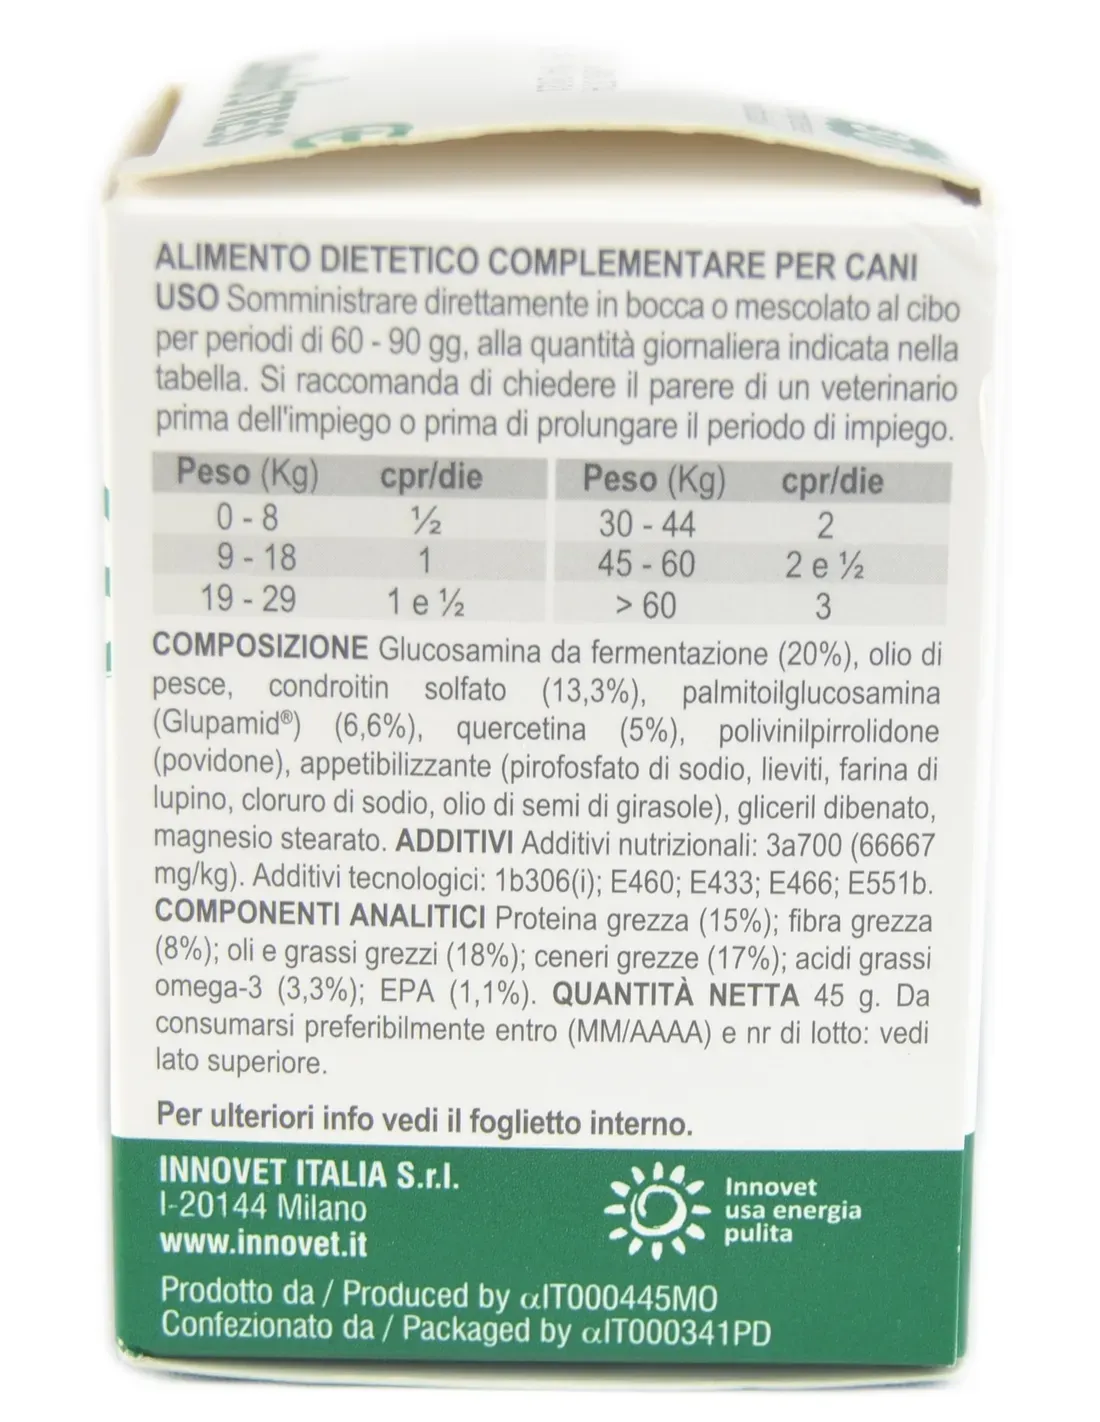 ALIMENTO DIETETICO COMPLEMENTARE PER CANI
USO Somministrare direttamente in bocca o mescolato al cibo
per periodi di 60 - 90 gg, alla quantità giornaliera indicata nella
tabella. Si raccomanda di chiedere il parere di un veterinario
prima dell'impiego o prima di prolungare il periodo di impiego.
Peso (Kg) cpr/die Peso (Kg) cpr/die
0 - 8 ½ 30 - 44 2
9 - 18 1 45 - 60 2 e ½
19 - 29 1 e ½ > 60 3
COMPOSIZIONE Glucosamina da fermentazione (20%), olio di
pesce, condroitin solfato (13,3%), palmitoilglucosamina
(Glupamid®) (6,6%), quercetina (5%), polivinilpirrolidone
(povidone), appetibilizzante (pirofosfato di sodio, lieviti, farina di
lupino, cloruro di sodio, olio di semi di girasole), gliceril dibenato,
magnesio stearato. ADDITIVI Additivi nutrizionali: 3a700 (66667
mg/kg). Additivi tecnologici: 1b306(i); E460; E433; E466; E551b.
COMPONENTI ANALITICI Proteina grezza (15%); fibra grezza
(8%); oli e grassi grezzi (18%); ceneri grezze (17%); acidi grassi
omega-3 (3,3%); EPA (1,1%). QUANTITÀ NETTA 45 g. Da
consumarsi preferibilmente entro (MM/AAAA) e nr di lotto: vedi
lato superiore.
Per ulteriori info vedi il foglietto interno.
INNOVET ITALIA S.r.l.
I-20144 Milano
www.innovet.it
Innovet
usa energia
pulita
Prodotto da / Produced by αIT000445MO
Confezionato da / Packaged by αIT000341PD